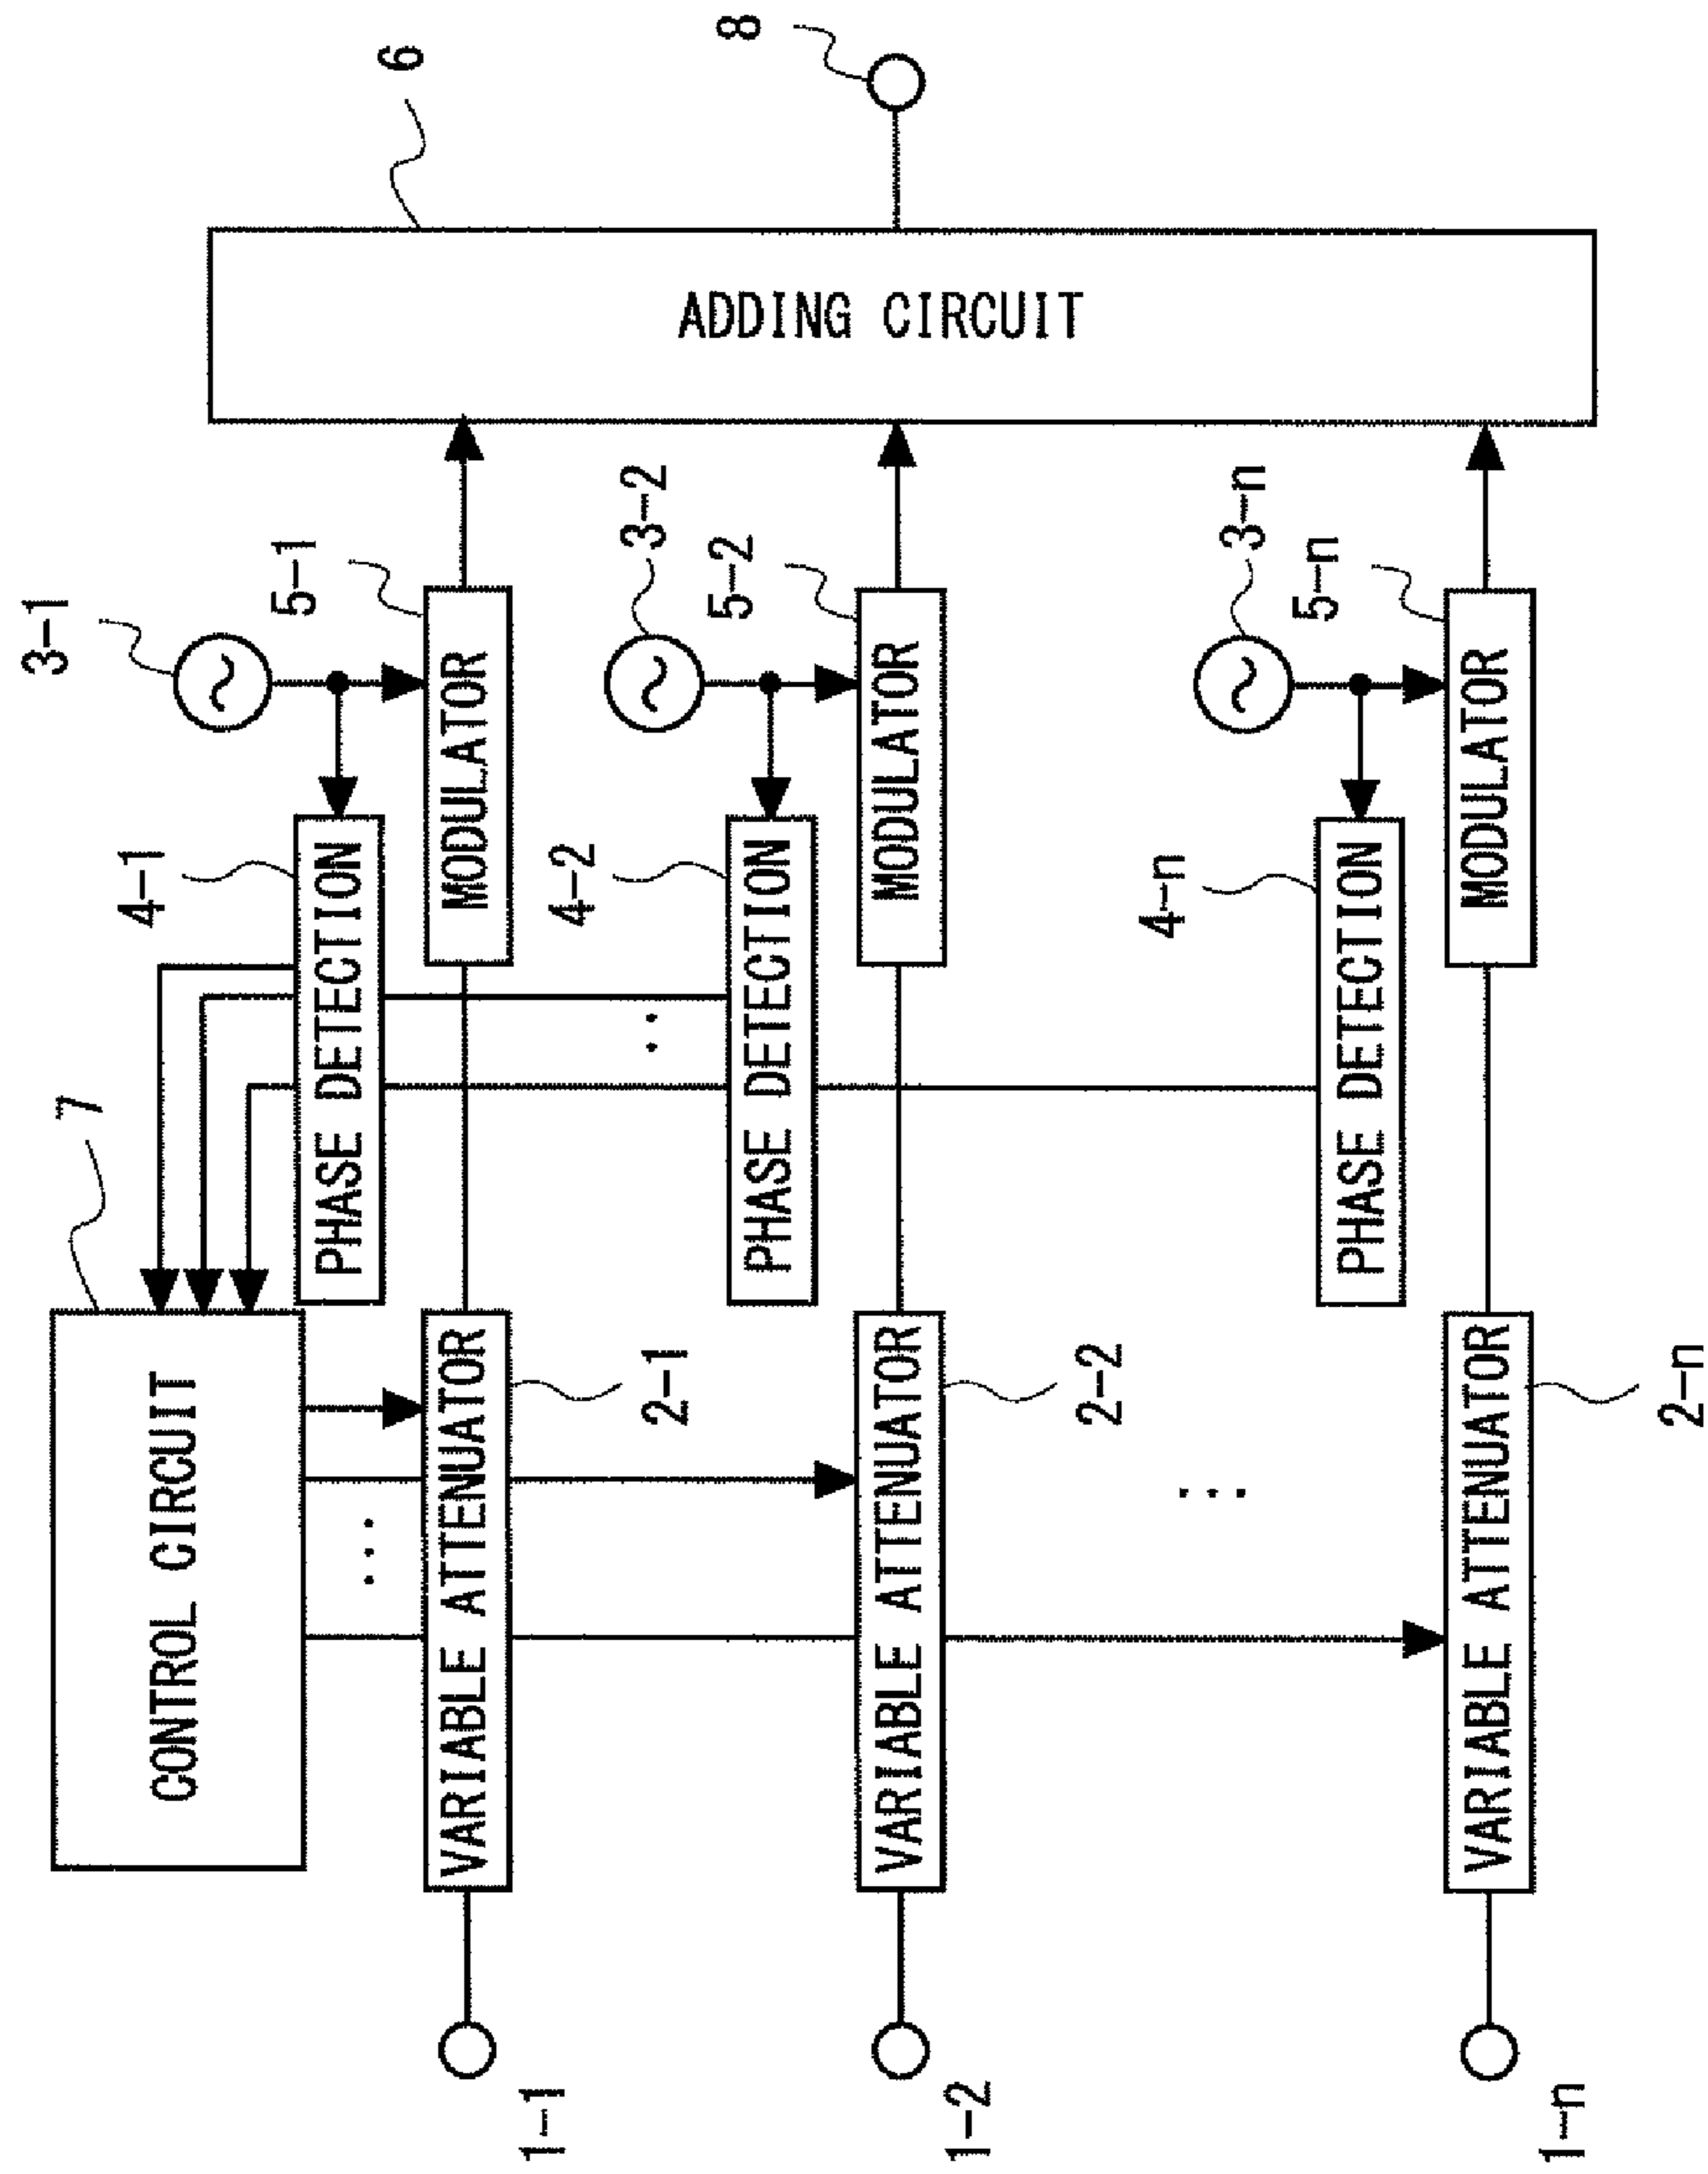 3-1
5-1
6
7
4-1
CONTROL CIRCUIT
PHASE DETECTION
1-1
VARIABLE ATTENUATOR
MODULATOR
2-1
3-2
5-2
4-2
8
PHASE DETECTION
ADDING CIRCUIT
1-2
VARIABLE ATTENUATOR
MODULATOR
2-2
3-n
5-n
4-n
PHASE DETECTION
1-n
VARIABLE ATTENUATOR
MODULATOR
2-n